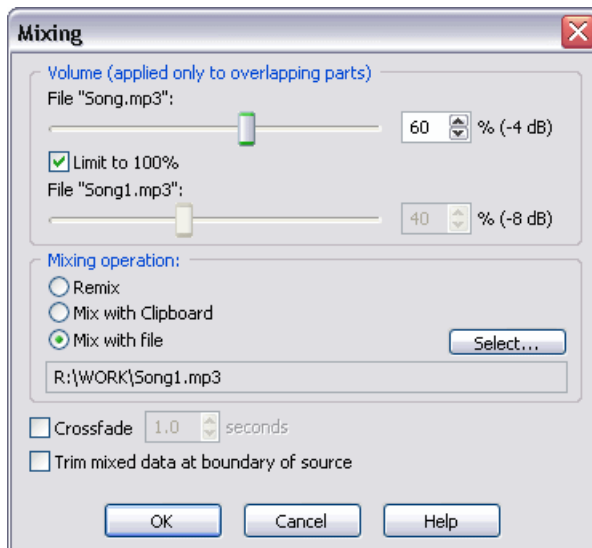 Mixing
Volume (applied only to overlapping parts)
File "Song.mp3":
60 % (-4 dB)
Limit to 100%
File "Song1.mp3":
40 % (-8 dB)
Mixing operation:
Remix
Mix with Clipboard
Mix with file
Select...
R:\WORK\Song1.mp3
Crossfade 1.0 seconds
Trim mixed data at boundary of source
OK Cancel Help